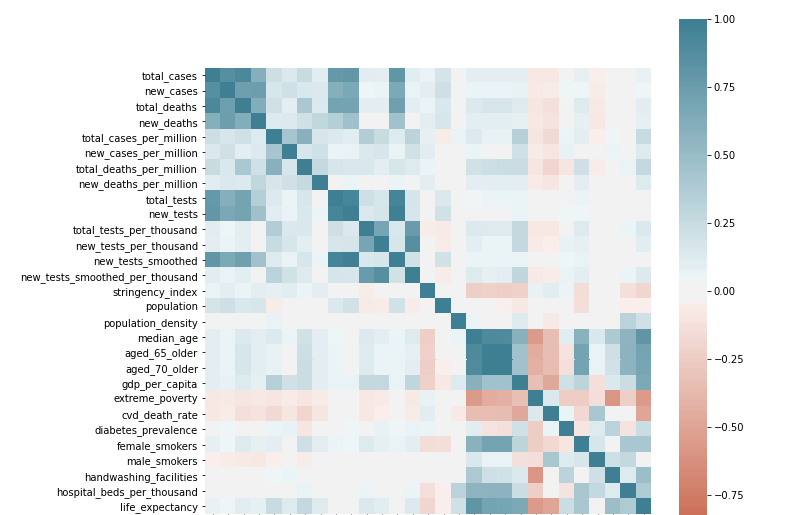 total_cases
new_cases
total_deaths
new_deaths
total_cases_per_million
new_cases_per_million
total_deaths_per_million
new_deaths_per_million
total_tests
new_tests
total_tests_per_thousand
new_tests_per_thousand
new_tests_smoothed
new_tests_smoothed_per_thousand
stringency_index
population
population_density
median_age
aged_65_older
aged_70_older
gdp_per_capita
extreme_poverty
cvd_death_rate
diabetes_prevalence
female_smokers
male_smokers
handwashing_facilities
hospital_beds_per_thousand
life_expectancy
1.00
0.75
0.50
0.25
0.00
−0.25
−0.50
−0.75